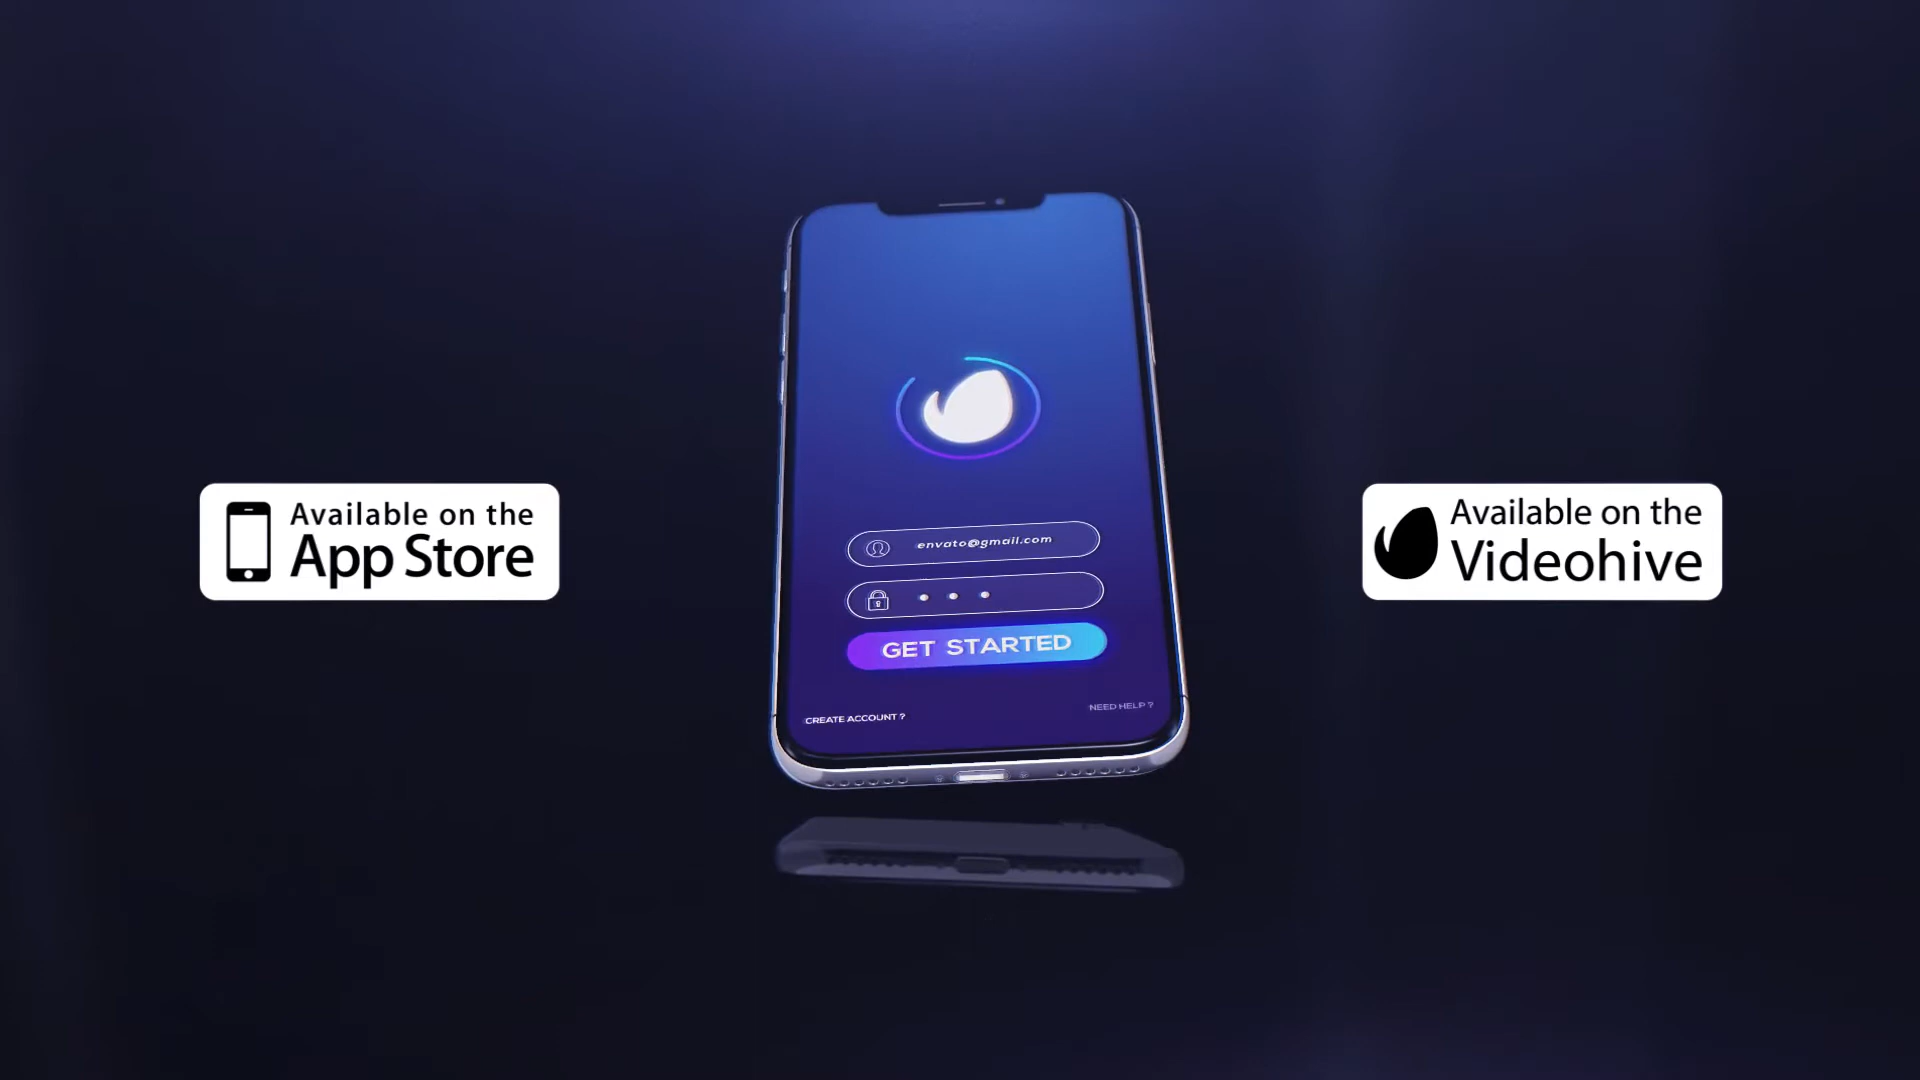 Available on the
App Store
envato@gmail.com
GET STARTED
CREATE ACCOUNT ?
NEED HELP ?
Available on the
Videohive